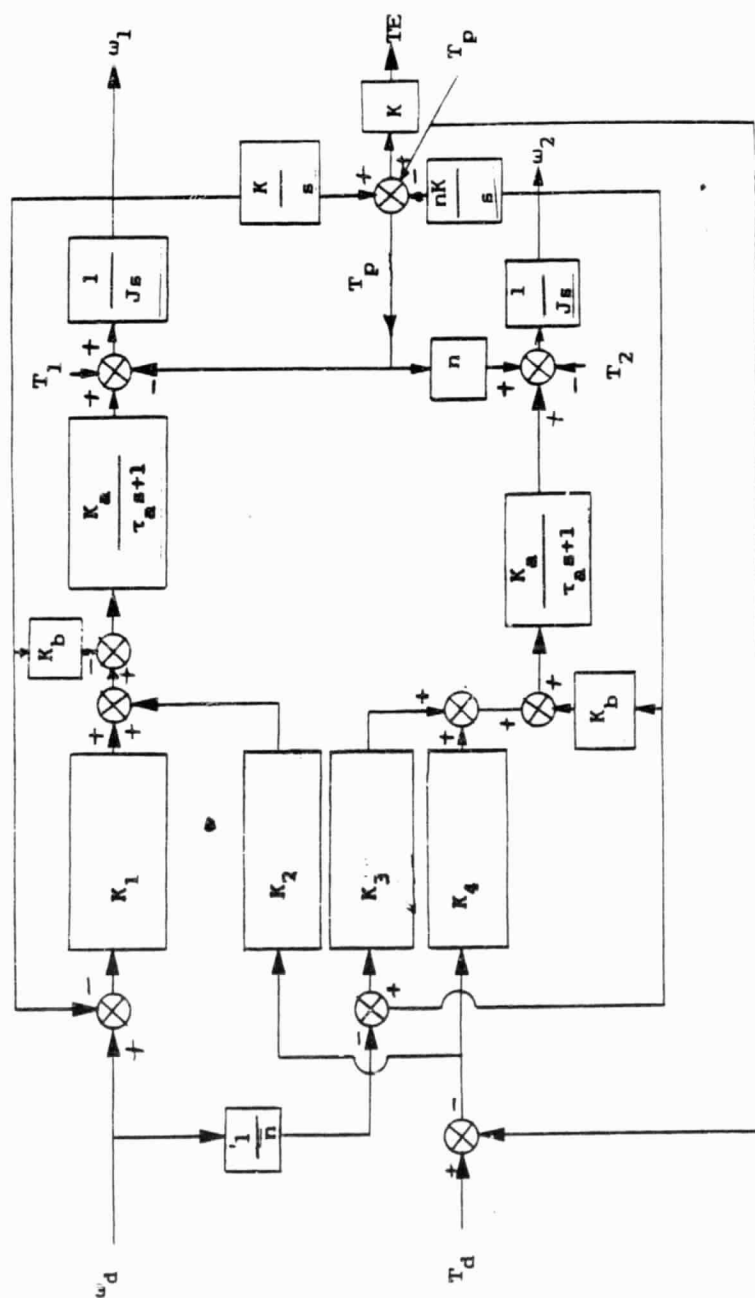 ω1
K
TE
Tp
K
s
nK
s
ω2
1
Js
Tp
1
Js
T1
n
T2
Ka
τas+1
Ka
τas+1
Kb
Kb
K1
K2
K3
K4
1
n
ωd
Td
+
+
-
+
+
+
-
+
-
+
-
+
+
+
+
+
+
+
-
-
+
-
+
-
+